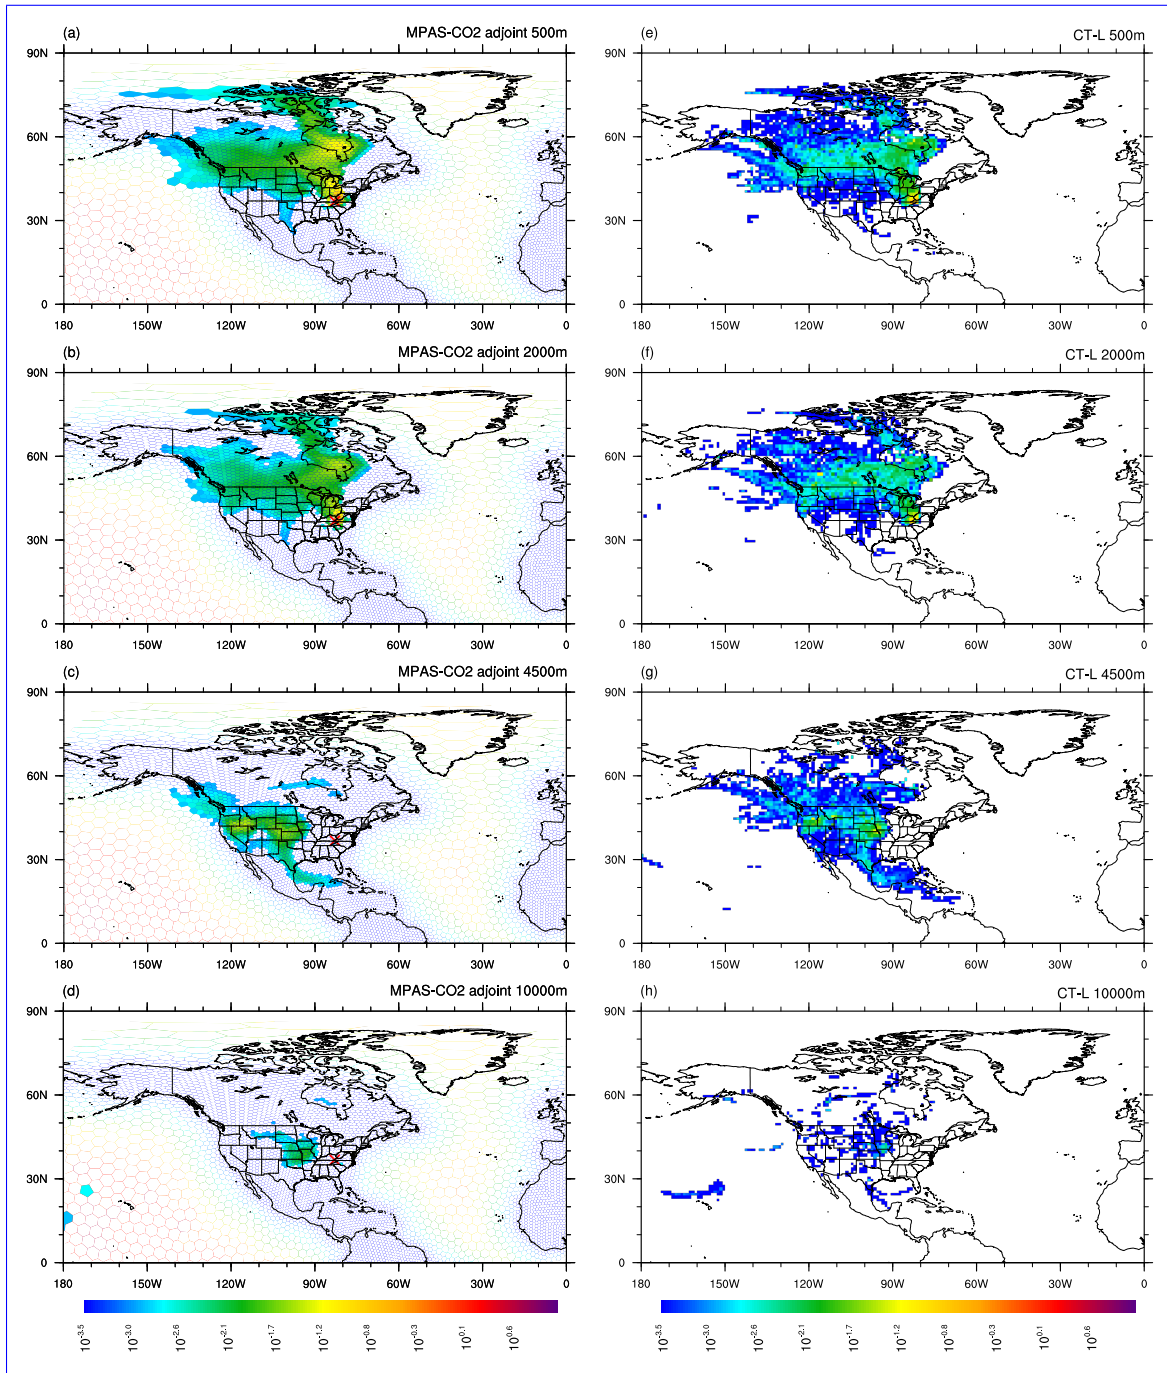 (a) MPAS-CO2 adjoint 500m
90N
60N
30N
0
180 150W 120W 90W 60W 30W 0
(e) CT-L 500m
90N
60N
30N
0
180 150W 120W 90W 60W 30W 0
(b) MPAS-CO2 adjoint 2000m
90N
60N
30N
0
180 150W 120W 90W 60W 30W 0
(f) CT-L 2000m
90N
60N
30N
0
180 150W 120W 90W 60W 30W 0
(c) MPAS-CO2 adjoint 4500m
90N
60N
30N
0
180 150W 120W 90W 60W 30W 0
(g) CT-L 4500m
90N
60N
30N
0
180 150W 120W 90W 60W 30W 0
(d) MPAS-CO2 adjoint 10000m
90N
60N
30N
0
180 150W 120W 90W 60W 30W 0
(h) CT-L 10000m
90N
60N
30N
0
180 150W 120W 90W 60W 30W 0
10^-3.5 10^-3.0 10^-2.6 10^-2.1 10^-1.7 10^-1.2 10^-0.8 10^-0.3 10^0.1 10^0.6
10^-3.5 10^-3.0 10^-2.6 10^-2.1 10^-1.7 10^-1.2 10^-0.8 10^-0.3 10^0.1 10^0.6